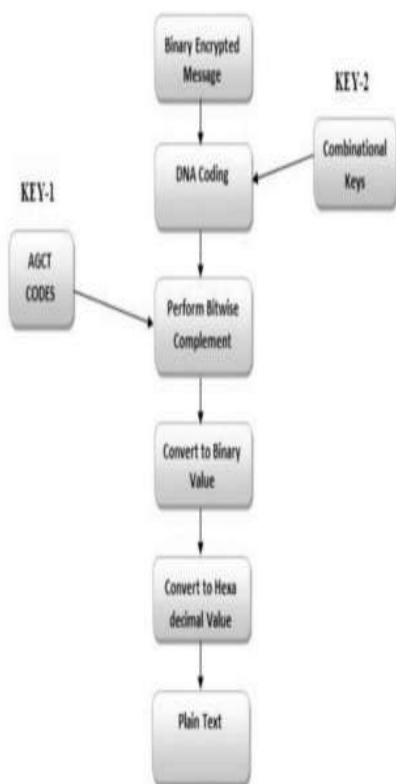 Binary Encrypted
Message
KEY-2
DNA Coding
Combinational
Keys
KEY-1
AGCT
CODES
Perform Bitwise
Complement
Convert to Binary
Value
Convert to Hexa
decimal Value
Plain Text